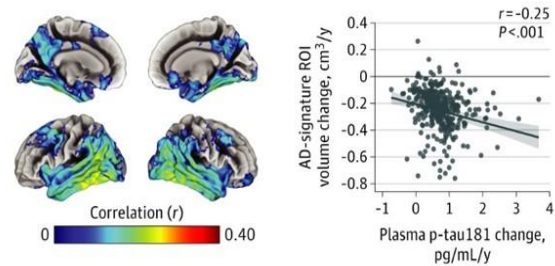 Correlation (r)
0 0.40
r=-0.25
P<.001
AD-signature ROI
volume change, cm³/y
0.4
0.2
0
-0.2
-0.4
-0.6
-0.8
-1 0 1 2 3 4
Plasma p-tau181 change,
pg/mL/y